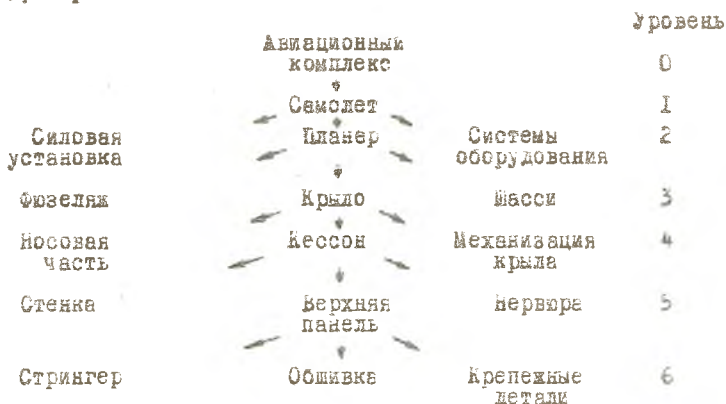 Уровень
Авиационный
комплекс 0
Самолет I
Силовая Планер Системы 2
установка оборудования
Фюзеляж Крыло Шасси 3
Носовая Кессон Механизация 4
часть крыла
Стенка Верхняя Нервюра 5
панель
Стрингер Обшивка Крепежные 6
детали